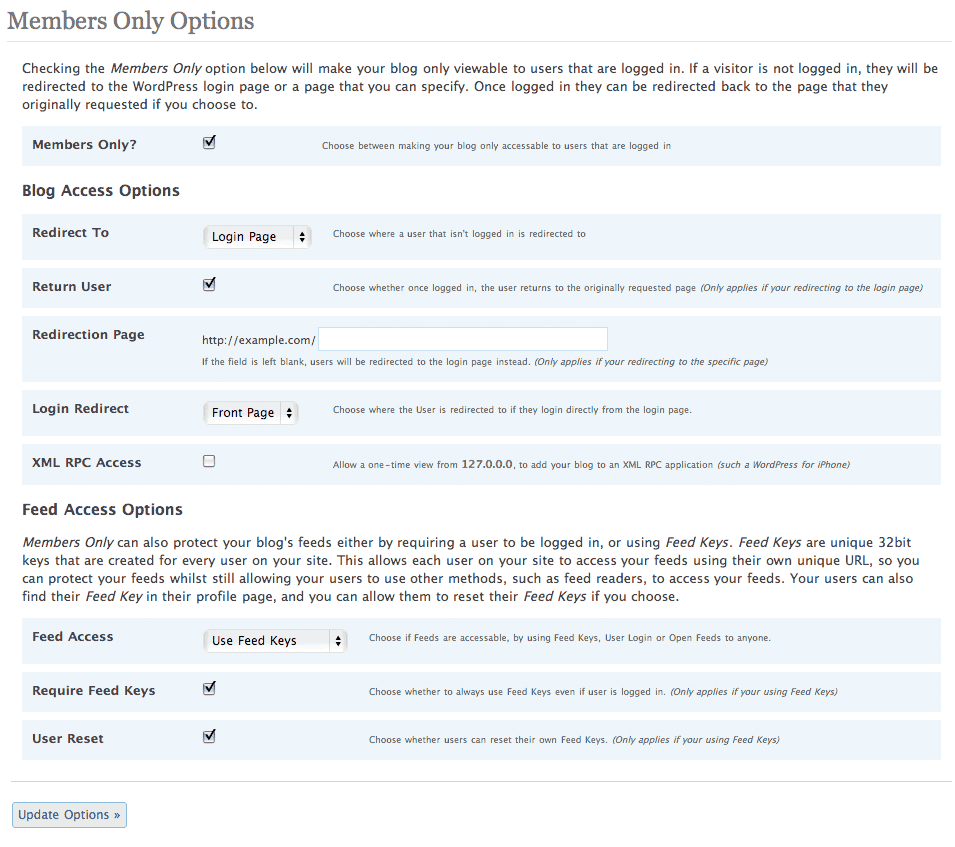 Members Only Options
Checking the Members Only option below will make your blog only viewable to users that are logged in. If a visitor is not logged in, they will be
redirected to the WordPress login page or a page that you can specify. Once logged in they can be redirected back to the page that they
originally requested if you choose to.
Members Only?
Choose between making your blog only accessable to users that are logged in
Blog Access Options
Redirect To
Login Page
Choose where a user that isn't logged in is redirected to
Return User
Choose whether once logged in, the user returns to the originally requested page (Only applies if your redirecting to the login page)
Redirection Page
http://example.com/
If the field is left blank, users will be redirected to the login page instead. (Only applies if your redirecting to the specific page)
Login Redirect
Front Page
Choose where the User is redirected to if they login directly from the login page.
XML RPC Access
Allow a one-time view from 127.0.0.0, to add your blog to an XML RPC application (such a WordPress for iPhone)
Feed Access Options
Members Only can also protect your blog's feeds either by requiring a user to be logged in, or using Feed Keys. Feed Keys are unique 32bit
keys that are created for every user on your site. This allows each user on your site to access your feeds using their own unique URL, so you
can protect your feeds whilst still allowing your users to use other methods, such as feed readers, to access your feeds. Your users can also
find their Feed Key in their profile page, and you can allow them to reset their Feed Keys if you choose.
Feed Access
Use Feed Keys
Choose if Feeds are accessable, by using Feed Keys, User Login or Open Feeds to anyone.
Require Feed Keys
Choose whether to always use Feed Keys even if user is logged in. (Only applies if your using Feed Keys)
User Reset
Choose whether users can reset their own Feed Keys. (Only applies if your using Feed Keys)
Update Options »